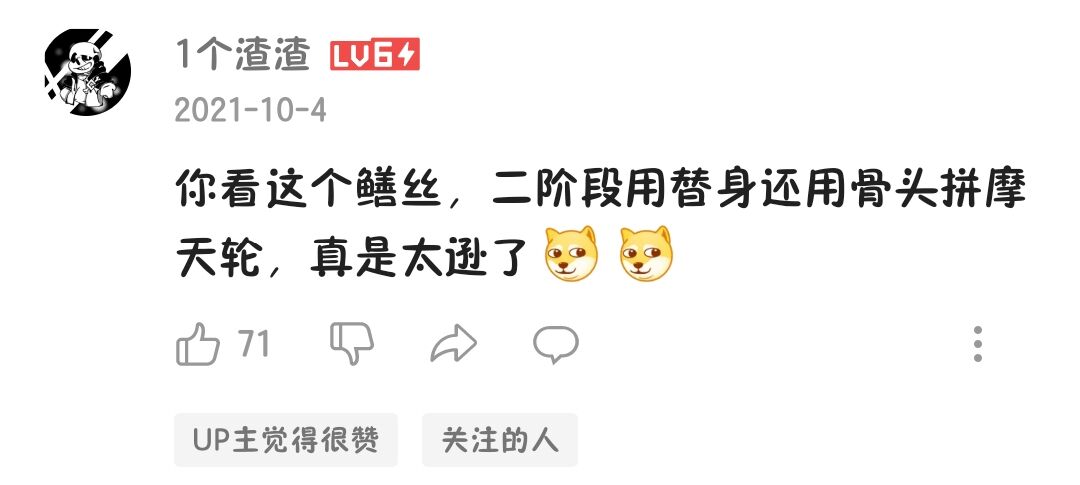 1个渣渣 LV6
2021-10-4
你看这个鳝丝，二阶段用替身还用骨头拼摩
天轮，真是太逊了
71
UP主觉得很赞 关注的人